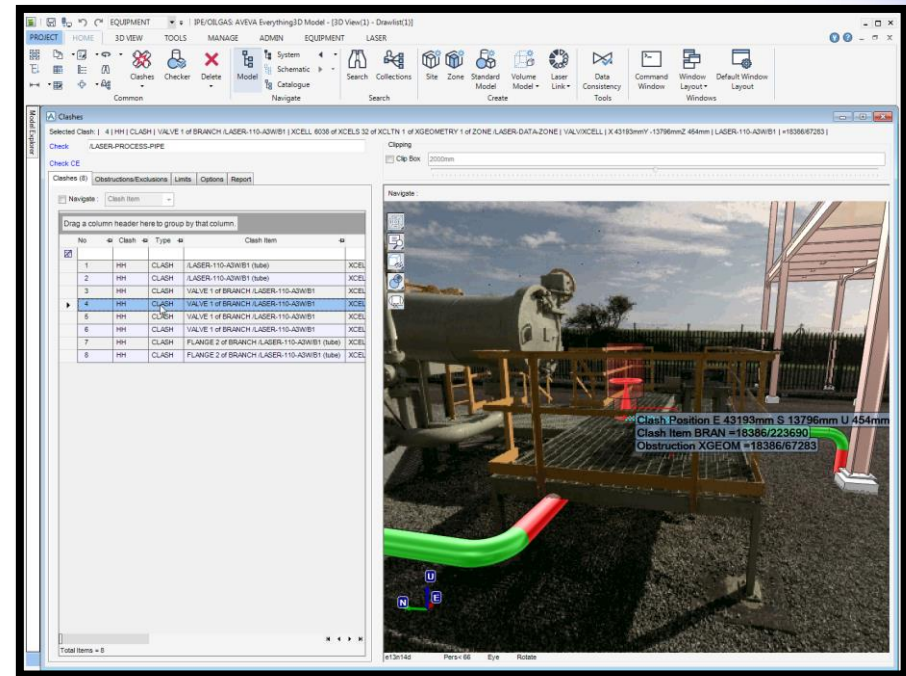 EQUIPMENT
IPE/OILGAS: AVEVA Everything3D Model - [3D View(1) - Drawlist(1)]
PROJECT HOME 3D VIEW TOOLS MANAGE ADMIN EQUIPMENT LASER
Clashes Checker Delete Model System Schematic Catalogue Search Collections Site Zone Standard Model Volume Model Laser Link Data Consistency Command Window Window Layout Default Window Layout
Common Navigate Search Create Tools Windows
Model Explorer
Clashes
Selected Clash: | 4 | HH | CLASH | VALVE 1 of BRANCH /LASER-110-A3W/B1 | XCELL 6038 of XCELS 32 of XCLTN 1 of XGEOMETRY 1 of ZONE /LASER-DATA-ZONE | VALV/XCELL | X 43193mmY -13796mmZ 454mm | LASER-110-A3W/B1 | =18386/67283 |
Check /LASER-PROCESS-PIPE
Clipping
Check CE
Clip Box 2000mm
Clashes (8) Obstructions/Exclusions Limits Options Report
Navigate : Clash Item
Navigate :
Drag a column header here to group by that column.
No Clash Type Clash Item
1 HH CLASH /LASER-110-A3W/B1 (tube) XCEL
2 HH CLASH /LASER-110-A3W/B1 (tube) XCEL
3 HH CLASH VALVE 1 of BRANCH /LASER-110-A3W/B1 XCEL
4 HH CLASH VALVE 1 of BRANCH /LASER-110-A3W/B1 XCEL
5 HH CLASH VALVE 1 of BRANCH /LASER-110-A3W/B1 XCEL
6 HH CLASH VALVE 1 of BRANCH /LASER-110-A3W/B1 XCEL
7 HH CLASH FLANGE 2 of BRANCH /LASER-110-A3W/B1 (tube) XCEL
8 HH CLASH FLANGE 2 of BRANCH /LASER-110-A3W/B1 (tube) XCEL
Clash Position E 43193mm S 13796mm U 454mm
Clash Item BRAN =18386/223690
Obstruction XGEOM =18386/67283
U
N E
Total Items = 8
e13n14d Pers< 66 Eye Rotate